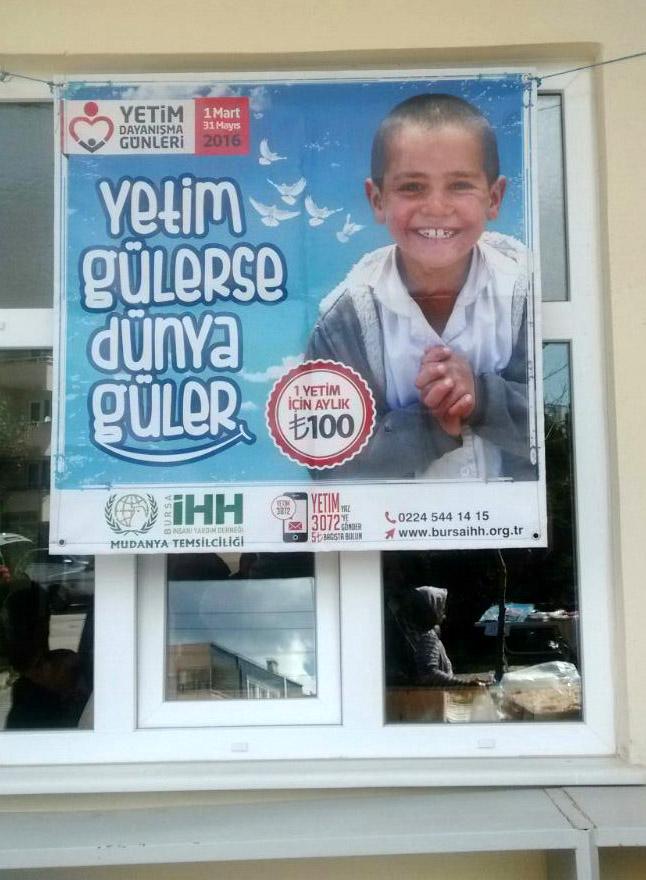 YETİM
DAYANIŞMA
GÜNLERİ
1 Mart
31 Mayıs
2016
Yetim
GÜLERSE
dünya
GÜLER
1 YETİM
İÇİN AYLIK
₺100
BURSA
İHH
İNSANİ YARDIM DERNEĞİ
MUDANYA TEMSİLCİLİĞİ
YETİM
3072
YETİM YAZ
3072 'YE GÖNDER
5₺ BAĞIŞTA BULUN
0224 544 14 15
www.bursaihh.org.tr